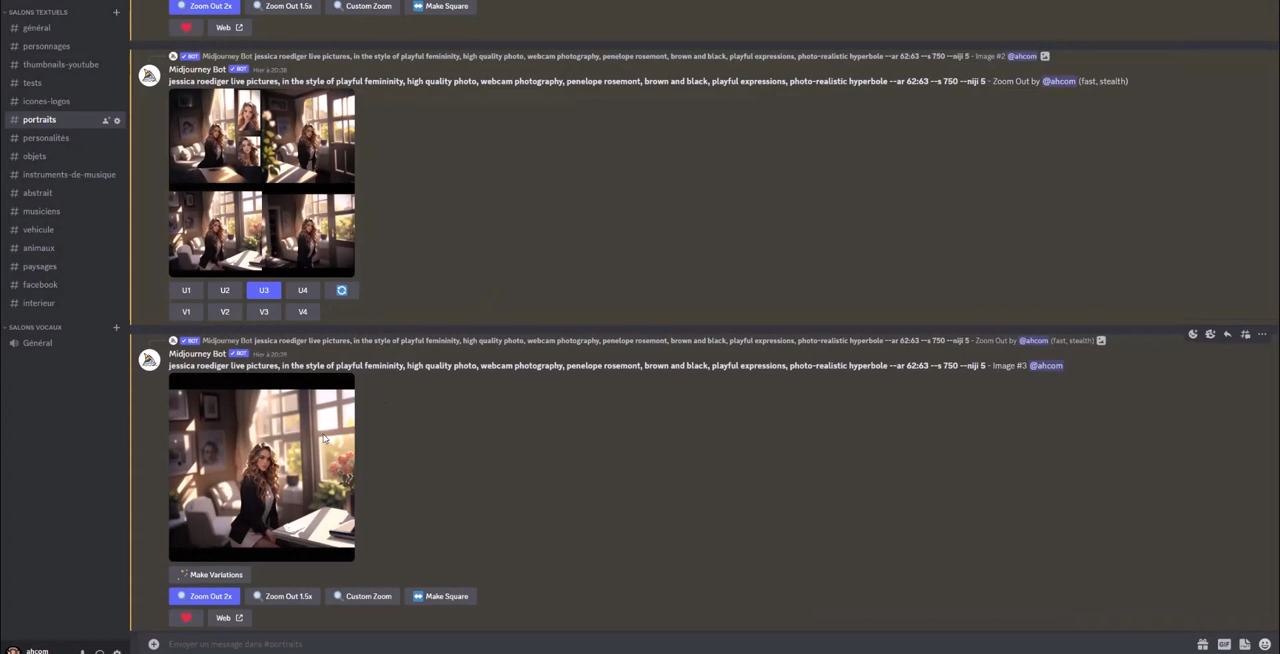 SALONS TEXTUELS
général
personnages
thumbnails-youtube
tests
icones-logos
portraits
personalités
objets
instruments-de-musique
abstrait
musiciens
vehicule
animaux
paysages
facebook
interieur
SALONS VOCAUX
Général
ahcom
Zoom Out 2x Zoom Out 1.5x Custom Zoom Make Square
Web
BOT Midjourney Bot jessica roediger live pictures, in the style of playful femininity, high quality photo, webcam photography, penelope rosemont, brown and black, playful expressions, photo-realistic hyperbole --ar 62:63 --s 750 --niji 5 - Image #2 @ahcom
Midjourney Bot BOT Hier à 20:38
jessica roediger live pictures, in the style of playful femininity, high quality photo, webcam photography, penelope rosemont, brown and black, playful expressions, photo-realistic hyperbole --ar 62:63 --s 750 --niji 5 - Zoom Out by @ahcom (fast, stealth)
U1 U2 U3 U4
V1 V2 V3 V4
BOT Midjourney Bot jessica roediger live pictures, in the style of playful femininity, high quality photo, webcam photography, penelope rosemont, brown and black, playful expressions, photo-realistic hyperbole --ar 62:63 --s 750 --niji 5 - Zoom Out by @ahcom (fast, stealth)
Midjourney Bot BOT Hier à 20:39
jessica roediger live pictures, in the style of playful femininity, high quality photo, webcam photography, penelope rosemont, brown and black, playful expressions, photo-realistic hyperbole --ar 62:63 --s 750 --niji 5 - Image #3 @ahcom
Make Variations
Zoom Out 2x Zoom Out 1.5x Custom Zoom Make Square
Web
Envoyer un message dans #portraits
GIF